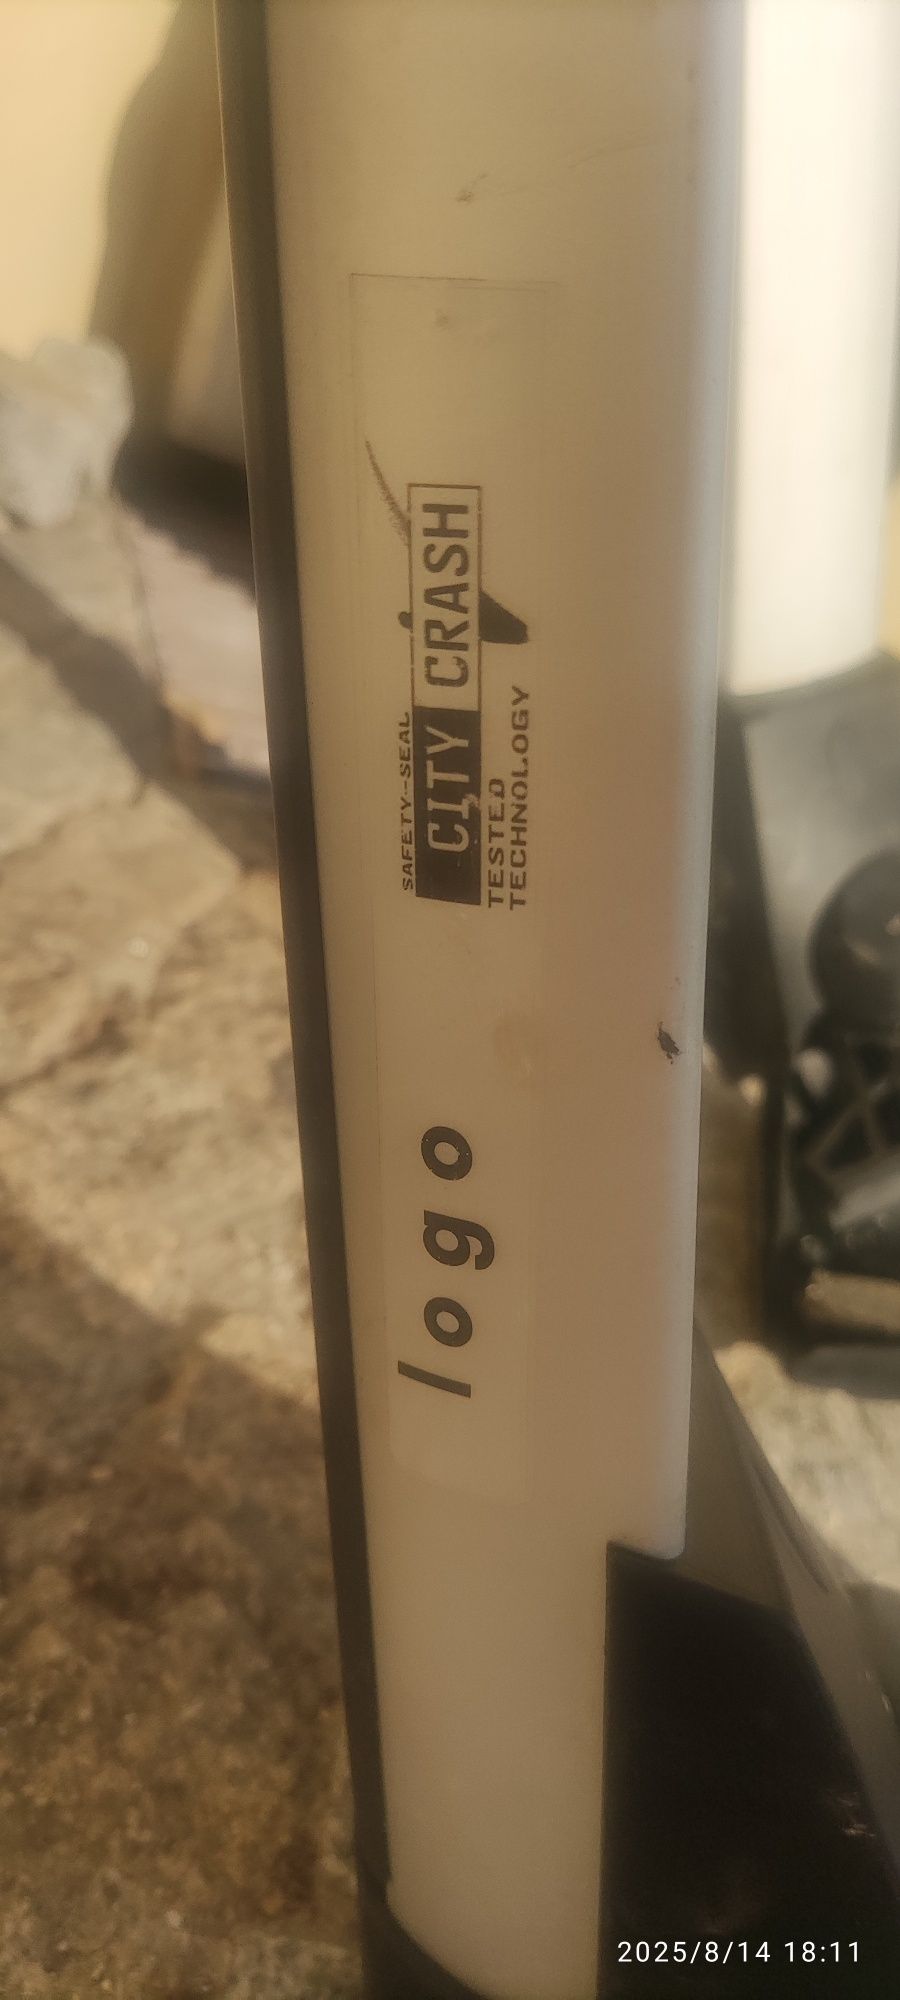 SAFETY-SEAL
CITY CRASH
TESTED
TECHNOLOGY
logo
2025/8/14 18:11